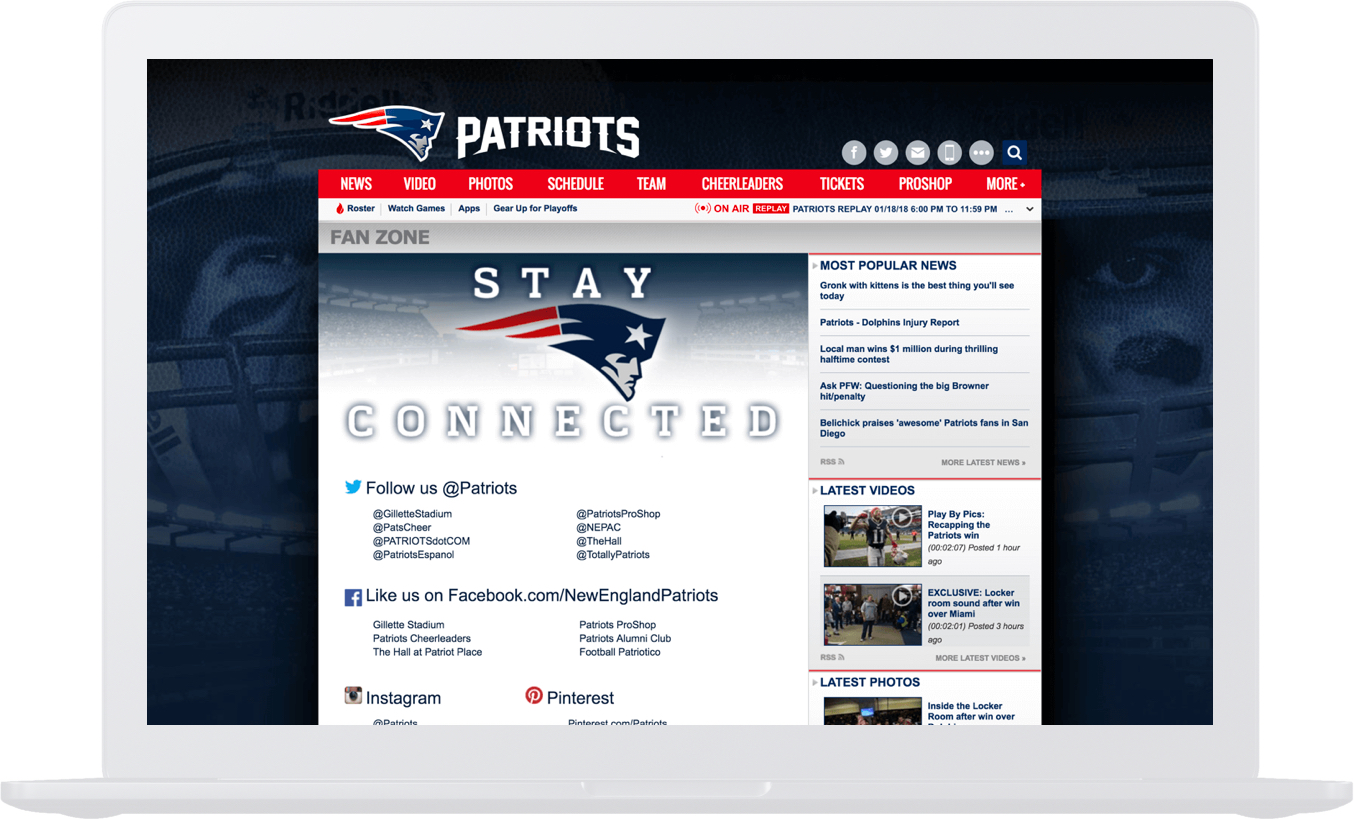 Riddell
PATRIOTS
NEWS VIDEO PHOTOS SCHEDULE TEAM CHEERLEADERS TICKETS PROSHOP MORE +
Roster Watch Games Apps Gear Up for Playoffs ON AIR REPLAY PATRIOTS REPLAY 01/18/18 6:00 PM TO 11:59 PM ...
FAN ZONE
STAY
CONNECTED
Follow us @Patriots
@GilletteStadium @PatriotsProShop
@PatsCheer @NEPAC
@PATRIOTSdotCOM @TheHall
@PatriotsEspanol @TotallyPatriots
Like us on Facebook.com/NewEnglandPatriots
Gillette Stadium Patriots ProShop
Patriots Cheerleaders Patriots Alumni Club
The Hall at Patriot Place Football Patriotico
Instagram Pinterest
@Patriots Pinterest.com/Patriots
MOST POPULAR NEWS
Gronk with kittens is the best thing you'll see
today
Patriots - Dolphins Injury Report
Local man wins $1 million during thrilling
halftime contest
Ask PFW: Questioning the big Browner
hit/penalty
Belichick praises 'awesome' Patriots fans in San
Diego
RSS MORE LATEST NEWS »
LATEST VIDEOS
Play By Pics:
Recapping the
Patriots win
(00:02:07) Posted 1 hour
ago
EXCLUSIVE: Locker
room sound after win
over Miami
(00:02:01) Posted 3 hours
ago
RSS MORE LATEST VIDEOS »
LATEST PHOTOS
Inside the Locker
Room after win over